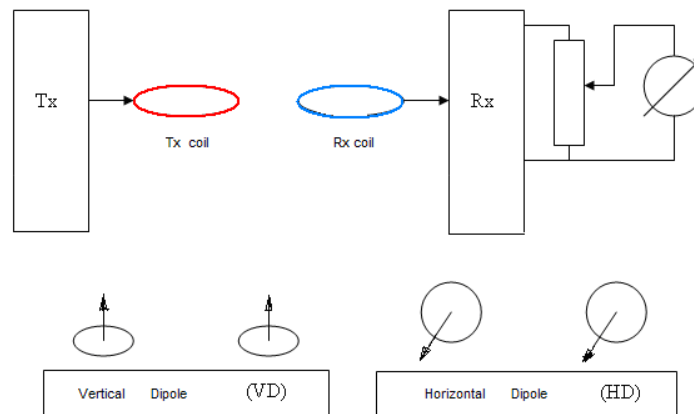 Tx
Rx
Tx coil
Rx coil
Vertical Dipole (VD)
Horizontal Dipole (HD)